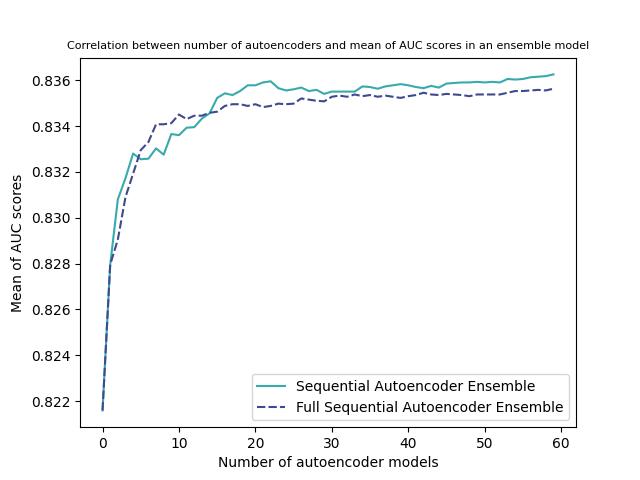 Correlation between number of autoencoders and mean of AUC scores in an ensemble model
0.836
0.834
0.832
0.830
0.828
0.826
0.824
0.822
Mean of AUC scores
Sequential Autoencoder Ensemble
Full Sequential Autoencoder Ensemble
0 10 20 30 40 50 60
Number of autoencoder models